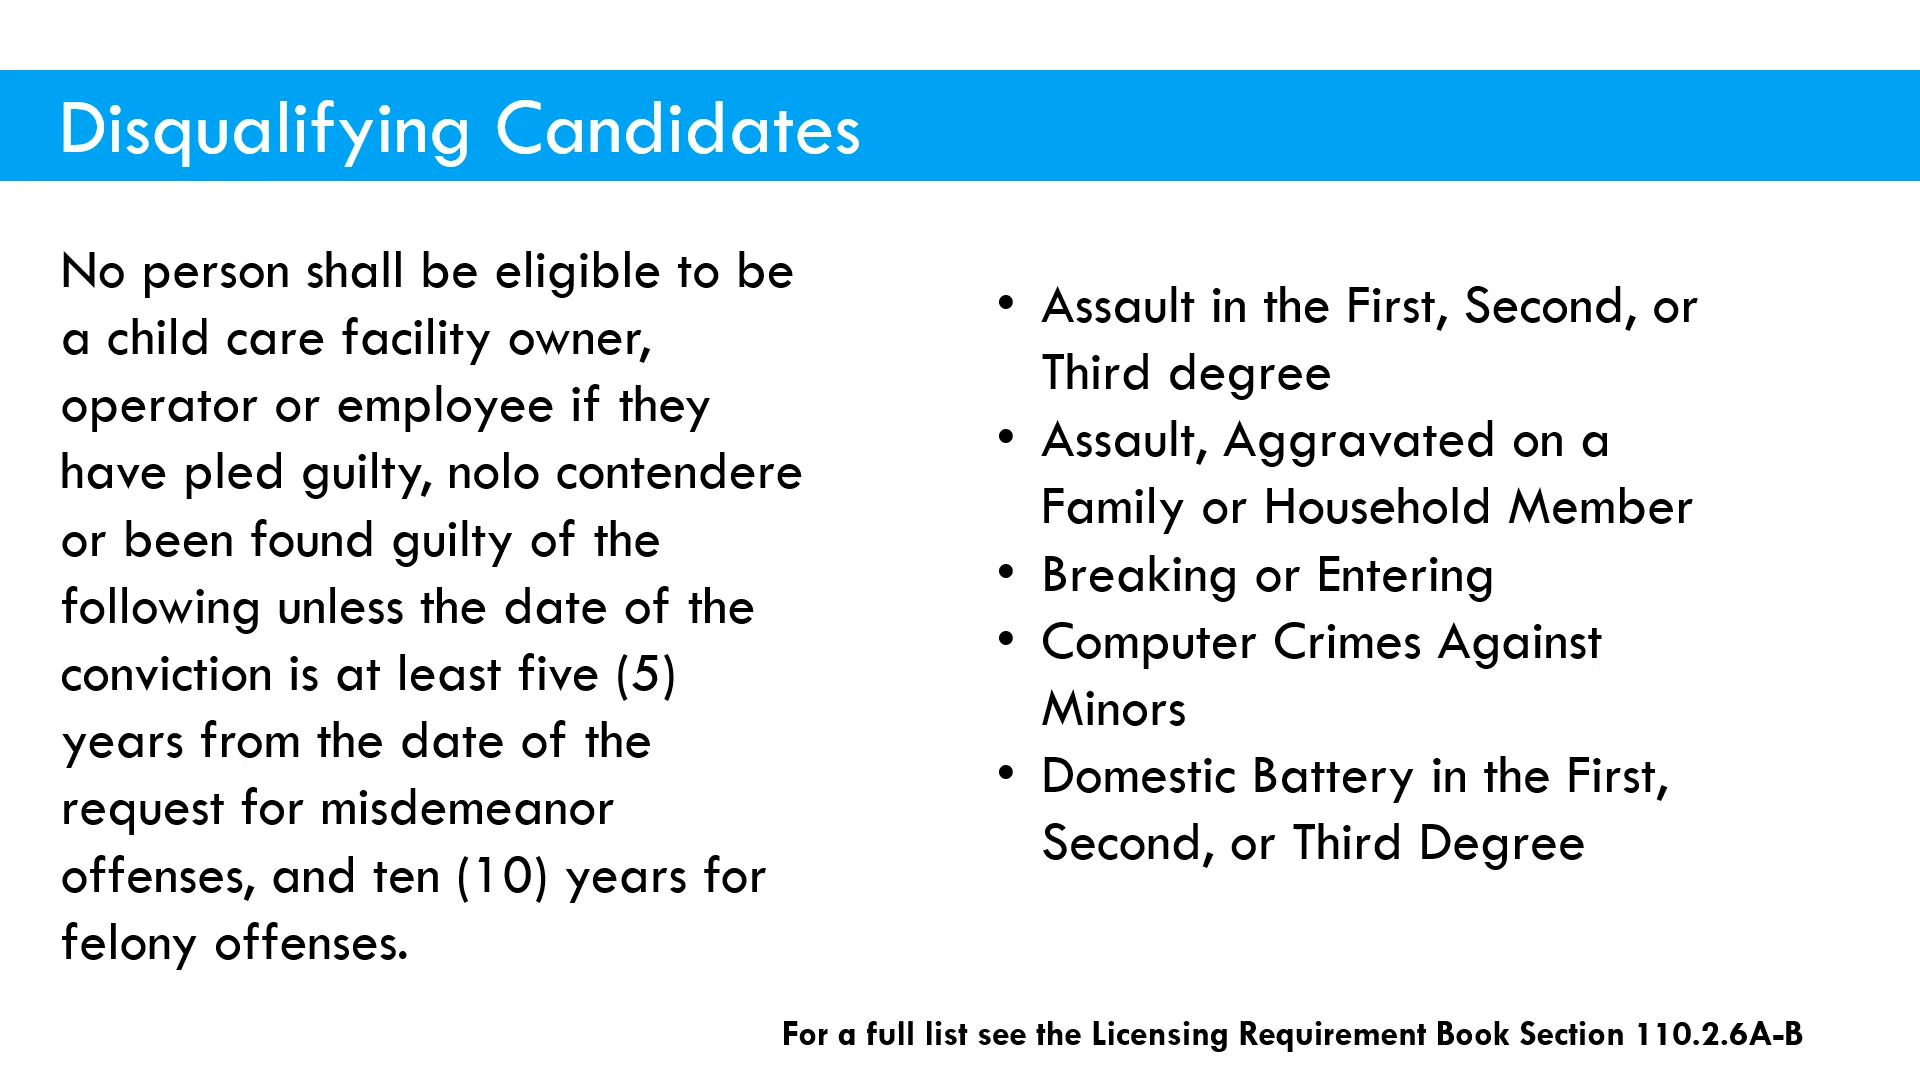 Disqualifying Candidates
No person shall be eligible to be
a child care facility owner,
operator or employee if they
have pled guilty, nolo contendere
or been found guilty of the
following unless the date of the
conviction is at least five (5)
years from the date of the
request for misdemeanor
offenses, and ten (10) years for
felony offenses.
• Assault in the First, Second, or
Third degree
• Assault, Aggravated on a
Family or Household Member
• Breaking or Entering
• Computer Crimes Against
Minors
• Domestic Battery in the First,
Second, or Third Degree
For a full list see the Licensing Requirement Book Section 110.2.6A-B